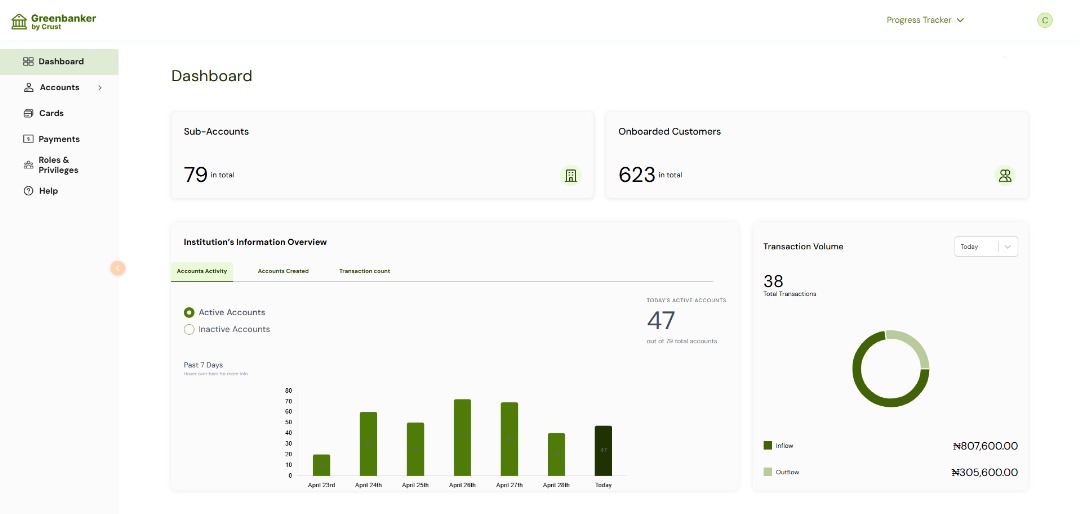 Greenbanker
by Crust
Progress Tracker
C
Dashboard
Accounts
Cards
Payments
Roles &
Privileges
Help
Dashboard
Sub-Accounts
79 in total
Onboarded Customers
623 in total
Institution's Information Overview
Accounts Activity
Accounts Created
Transaction count
Active Accounts
Inactive Accounts
TODAY'S ACTIVE ACCOUNTS
47
out of 79 total accounts
Past 7 Days
Hover over bars for more info
80
70
60
50
40
30
20
10
0
47
April 23rd
April 24th
April 25th
April 26th
April 27th
April 28th
Today
Transaction Volume
Today
38
Total Transactions
Inflow
₦807,600.00
Outflow
₦305,600.00